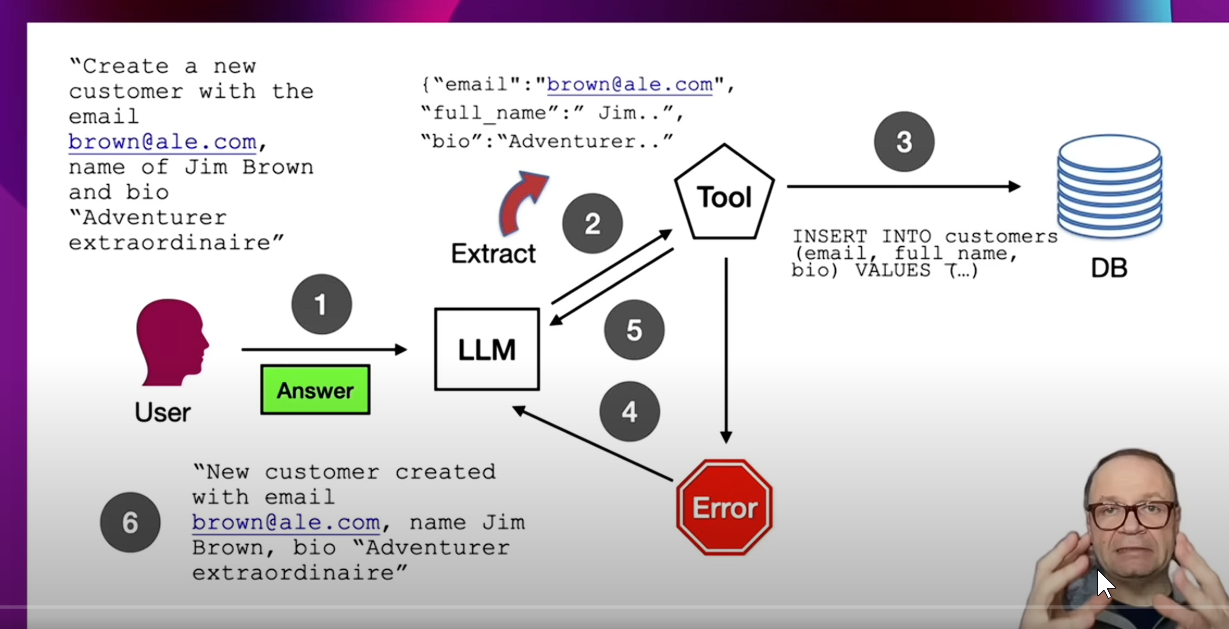 “Create a new
customer with the
email
brown@ale.com,
name of Jim Brown
and bio
“Adventurer
extraordinaire”
{“email":"brown@ale.com",
“full_name”:” Jim..”,
“bio”:“Adventurer..”
Extract
2
Tool
3
INSERT INTO customers
(email, full_name,
bio) VALUES (…)
DB
1
User
Answer
LLM
5
4
Error
6
“New customer created
with email
brown@ale.com, name Jim
Brown, bio “Adventurer
extraordinaire”